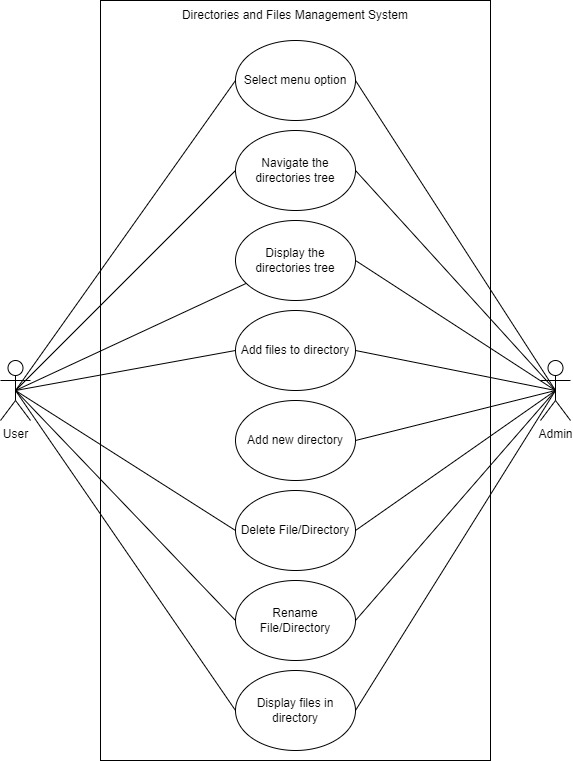 Directories and Files Management System
Select menu option
Navigate the
directories tree
Display the
directories tree
Add files to directory
User
Admin
Add new directory
Delete File/Directory
Rename
File/Directory
Display files in
directory